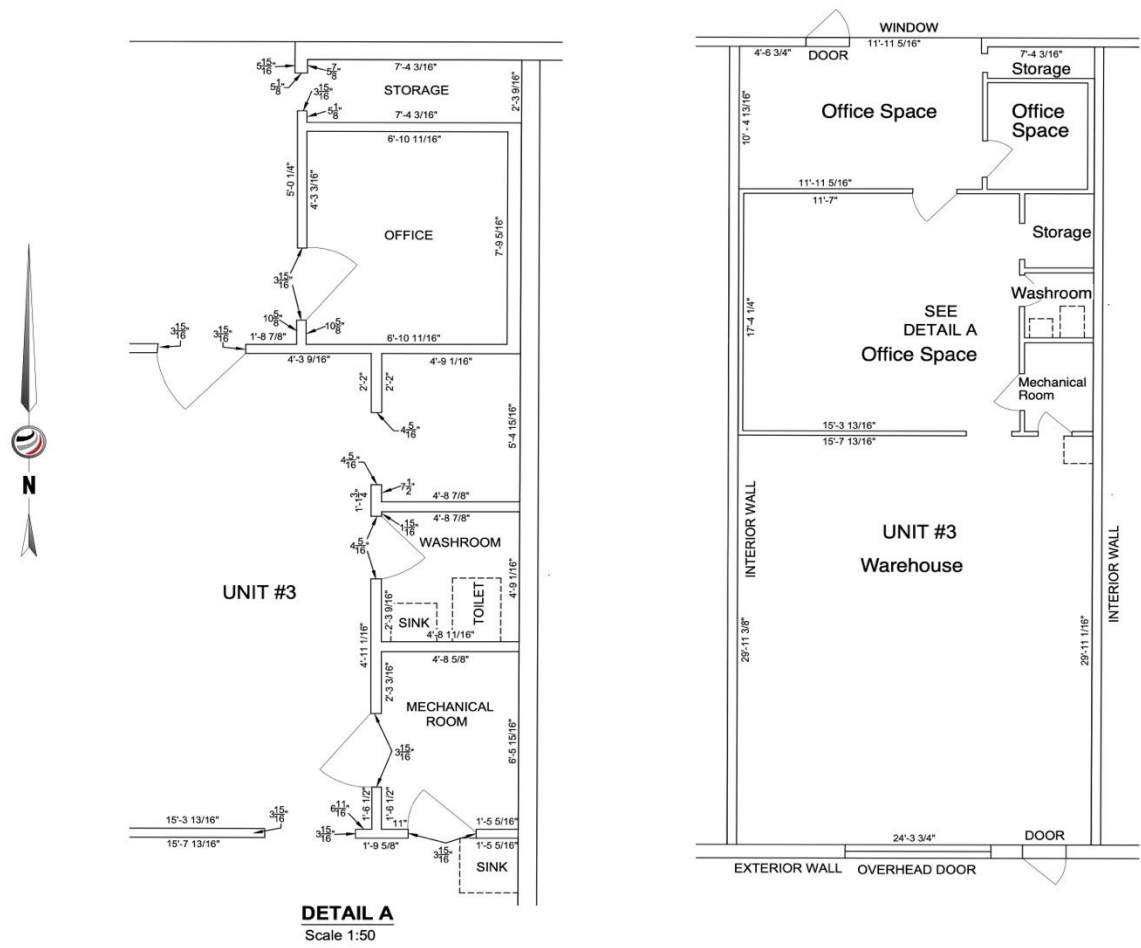 5 15/16"
5 7/8"
7'-4 3/16"
5 1/8"
3 15/16"
STORAGE
2'-3 9/16"
5 1/8"
7'-4 3/16"
6'-10 11/16"
5'-0 1/4"
4'-3 3/16"
OFFICE
7'-9 5/16"
3 15/16"
10 5/8"
10 5/8"
3 15/16"
3 15/16"
1'-8 7/8"
6'-10 11/16"
4'-3 9/16"
4'-9 1/16"
2'-2"
2'-2"
4 5/16"
5'-4 15/16"
4 5/16"
7 1/2"
1'-1 3/4"
4'-8 7/8"
4'-8 7/8"
1 15/16"
4 5/16"
WASHROOM
4'-9 1/16"
UNIT #3
2'-3 9/16"
SINK
TOILET
4'-8 11/16"
4'-11 1/16"
4'-8 5/8"
2'-3 3/16"
MECHANICAL
ROOM
3 15/16"
6'-5 15/16"
1'-6 1/2"
1'-6 1/2"
6 11/16"
11"
1'-5 5/16"
15'-3 13/16"
3 15/16"
3 15/16"
15'-7 13/16"
1'-9 5/8"
3 15/16"
1'-5 5/16"
SINK
DETAIL A
Scale 1:50
N
WINDOW
4'-6 3/4"
11'-11 5/16"
DOOR
7'-4 3/16"
Storage
10'-4 13/16"
Office Space
Office
Space
11'-11 5/16"
11'-7"
Storage
Washroom
17'-4 1/4"
SEE
DETAIL A
Office Space
Mechanical
Room
15'-3 13/16"
15'-7 13/16"
INTERIOR WALL
UNIT #3
Warehouse
INTERIOR WALL
29'-11 3/8"
29'-11 1/16"
24'-3 3/4"
DOOR
EXTERIOR WALL
OVERHEAD DOOR